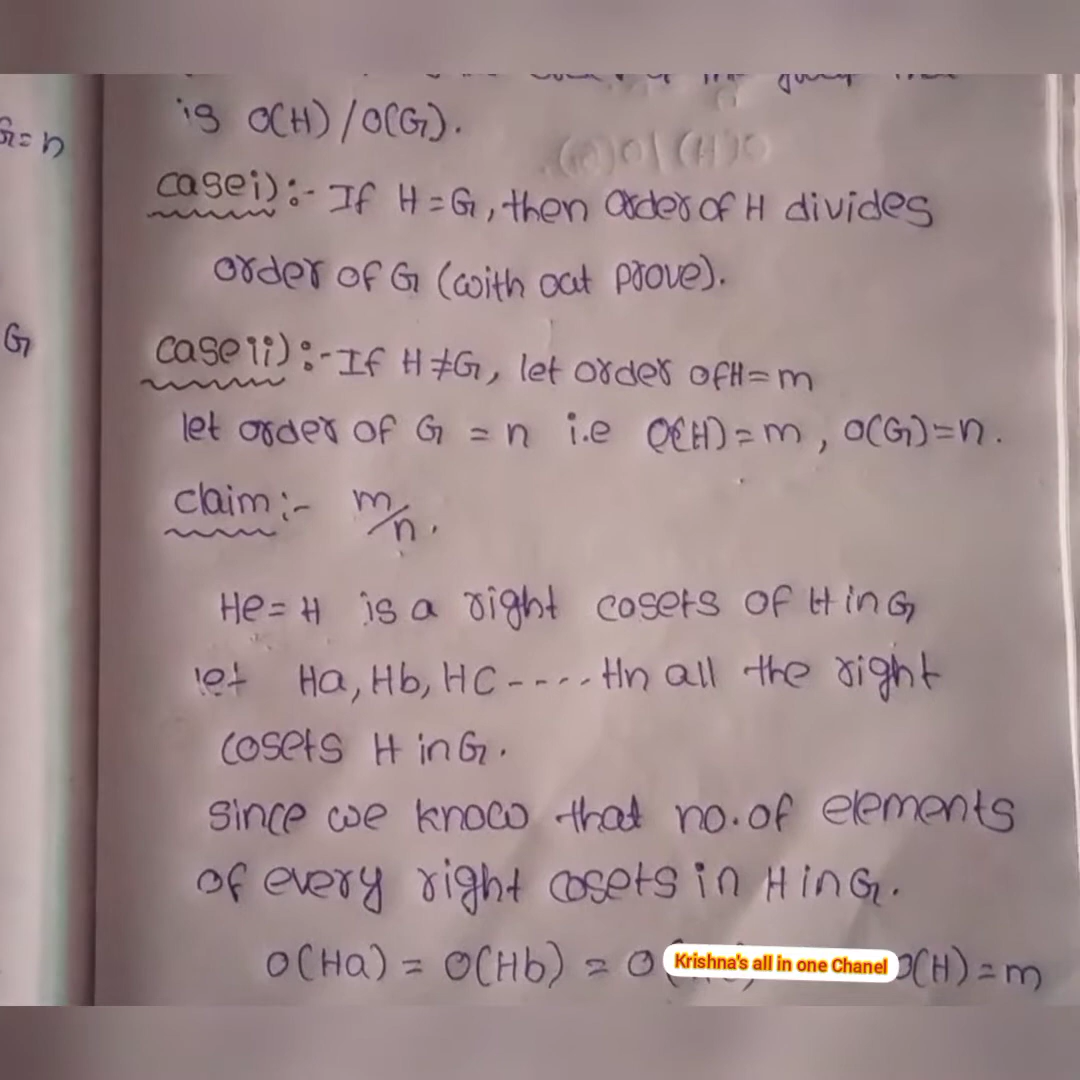 G=n
G
is O(H)/O(G).
case i):- If H=G, then order of H divides
order of G (with out prove).
case ii):- If H≠G, let order of H=m
let order of G = n i.e O(H)=m, O(G)=n.
claim:- m/n.
He=H is a right cosets of H in G
let Ha, Hb, HC----Hn all the right
cosets H in G.
since we know that no. of elements
of every right cosets in H in G.
O(Ha) = O(Hb) = O( O(H)=m
Krishna's all in one Chanel